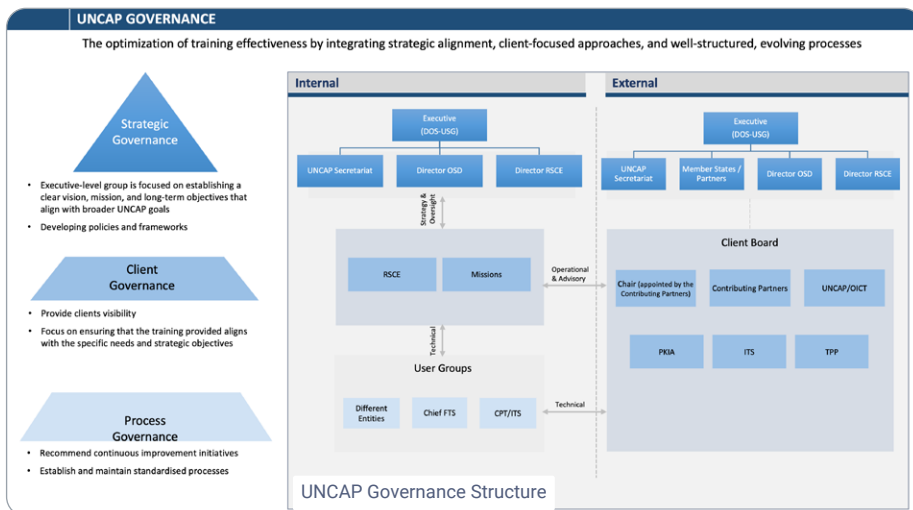 UNCAP GOVERNANCE
The optimization of training effectiveness by integrating strategic alignment, client-focused approaches, and well-structured, evolving processes
Strategic
Governance
• Executive-level group is focused on establishing a
clear vision, mission, and long-term objectives that
align with broader UNCAP goals
• Developing policies and frameworks
Client
Governance
• Provide clients visibility
• Focus on ensuring that the training provided aligns
with the specific needs and strategic objectives
Process
Governance
• Recommend continuous improvement initiatives
• Establish and maintain standardised processes
Internal
Executive
(DOS-USG)
UNCAP Secretariat
Director OSD
Director RSCE
Strategy &
Oversight
RSCE
Missions
Operational
& Advisory
Technical
User Groups
Different
Entities
Chief FTS
CPT/ITS
Technical
External
Executive
(DOS-USG)
UNCAP
Secretariat
Member States /
Partners
Director OSD
Director RSCE
Client Board
Chair (appointed by the
Contributing Partners)
Contributing Partners
UNCAP/OICT
PKIA
ITS
TPP
UNCAP Governance Structure